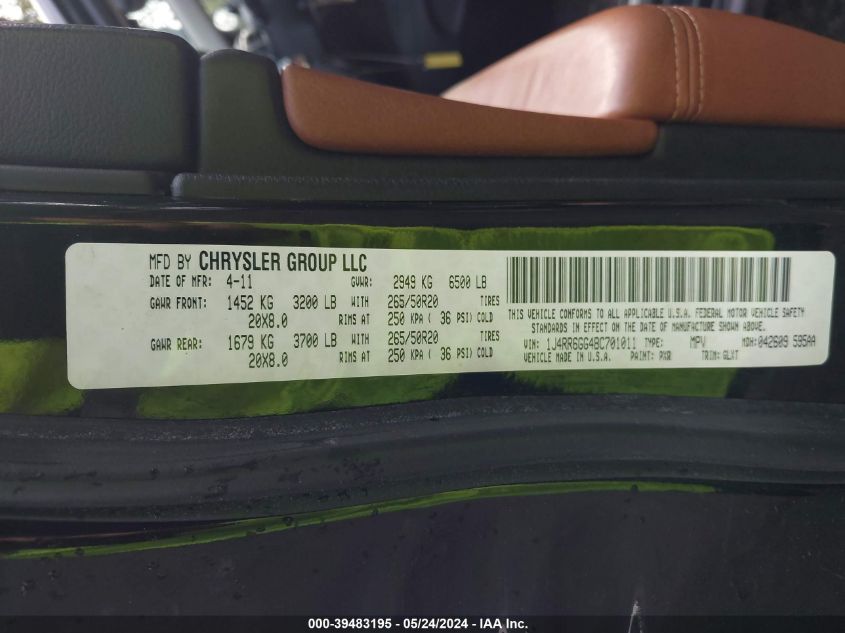 MFD BY CHRYSLER GROUP LLC
DATE OF MFR: 4-11 GVWR: 2949 KG 6500 LB
GAWR FRONT: 1452 KG 3200 LB WITH 265/50R20 TIRES
20X8.0 RIMS AT 250 KPA( 36 PSI) COLD
GAWR REAR: 1679 KG 3700 LB WITH 265/50R20 TIRES
20X8.0 RIMS AT 250 KPA( 36 PSI) COLD
THIS VEHICLE CONFORMS TO ALL APPLICABLE U.S.A. FEDERAL MOTOR VEHICLE SAFETY
STANDARDS IN EFFECT ON THE DATE OF MANUFACTURE SHOWN ABOVE.
VIN: 1J4RR6GG4BC701011 TYPE: MPV MDH: 042609 595AA
VEHICLE MADE IN U.S.A. PAINT: PXR TRIM: GLXT
000-39483195 - 05/24/2024 - IAA Inc.